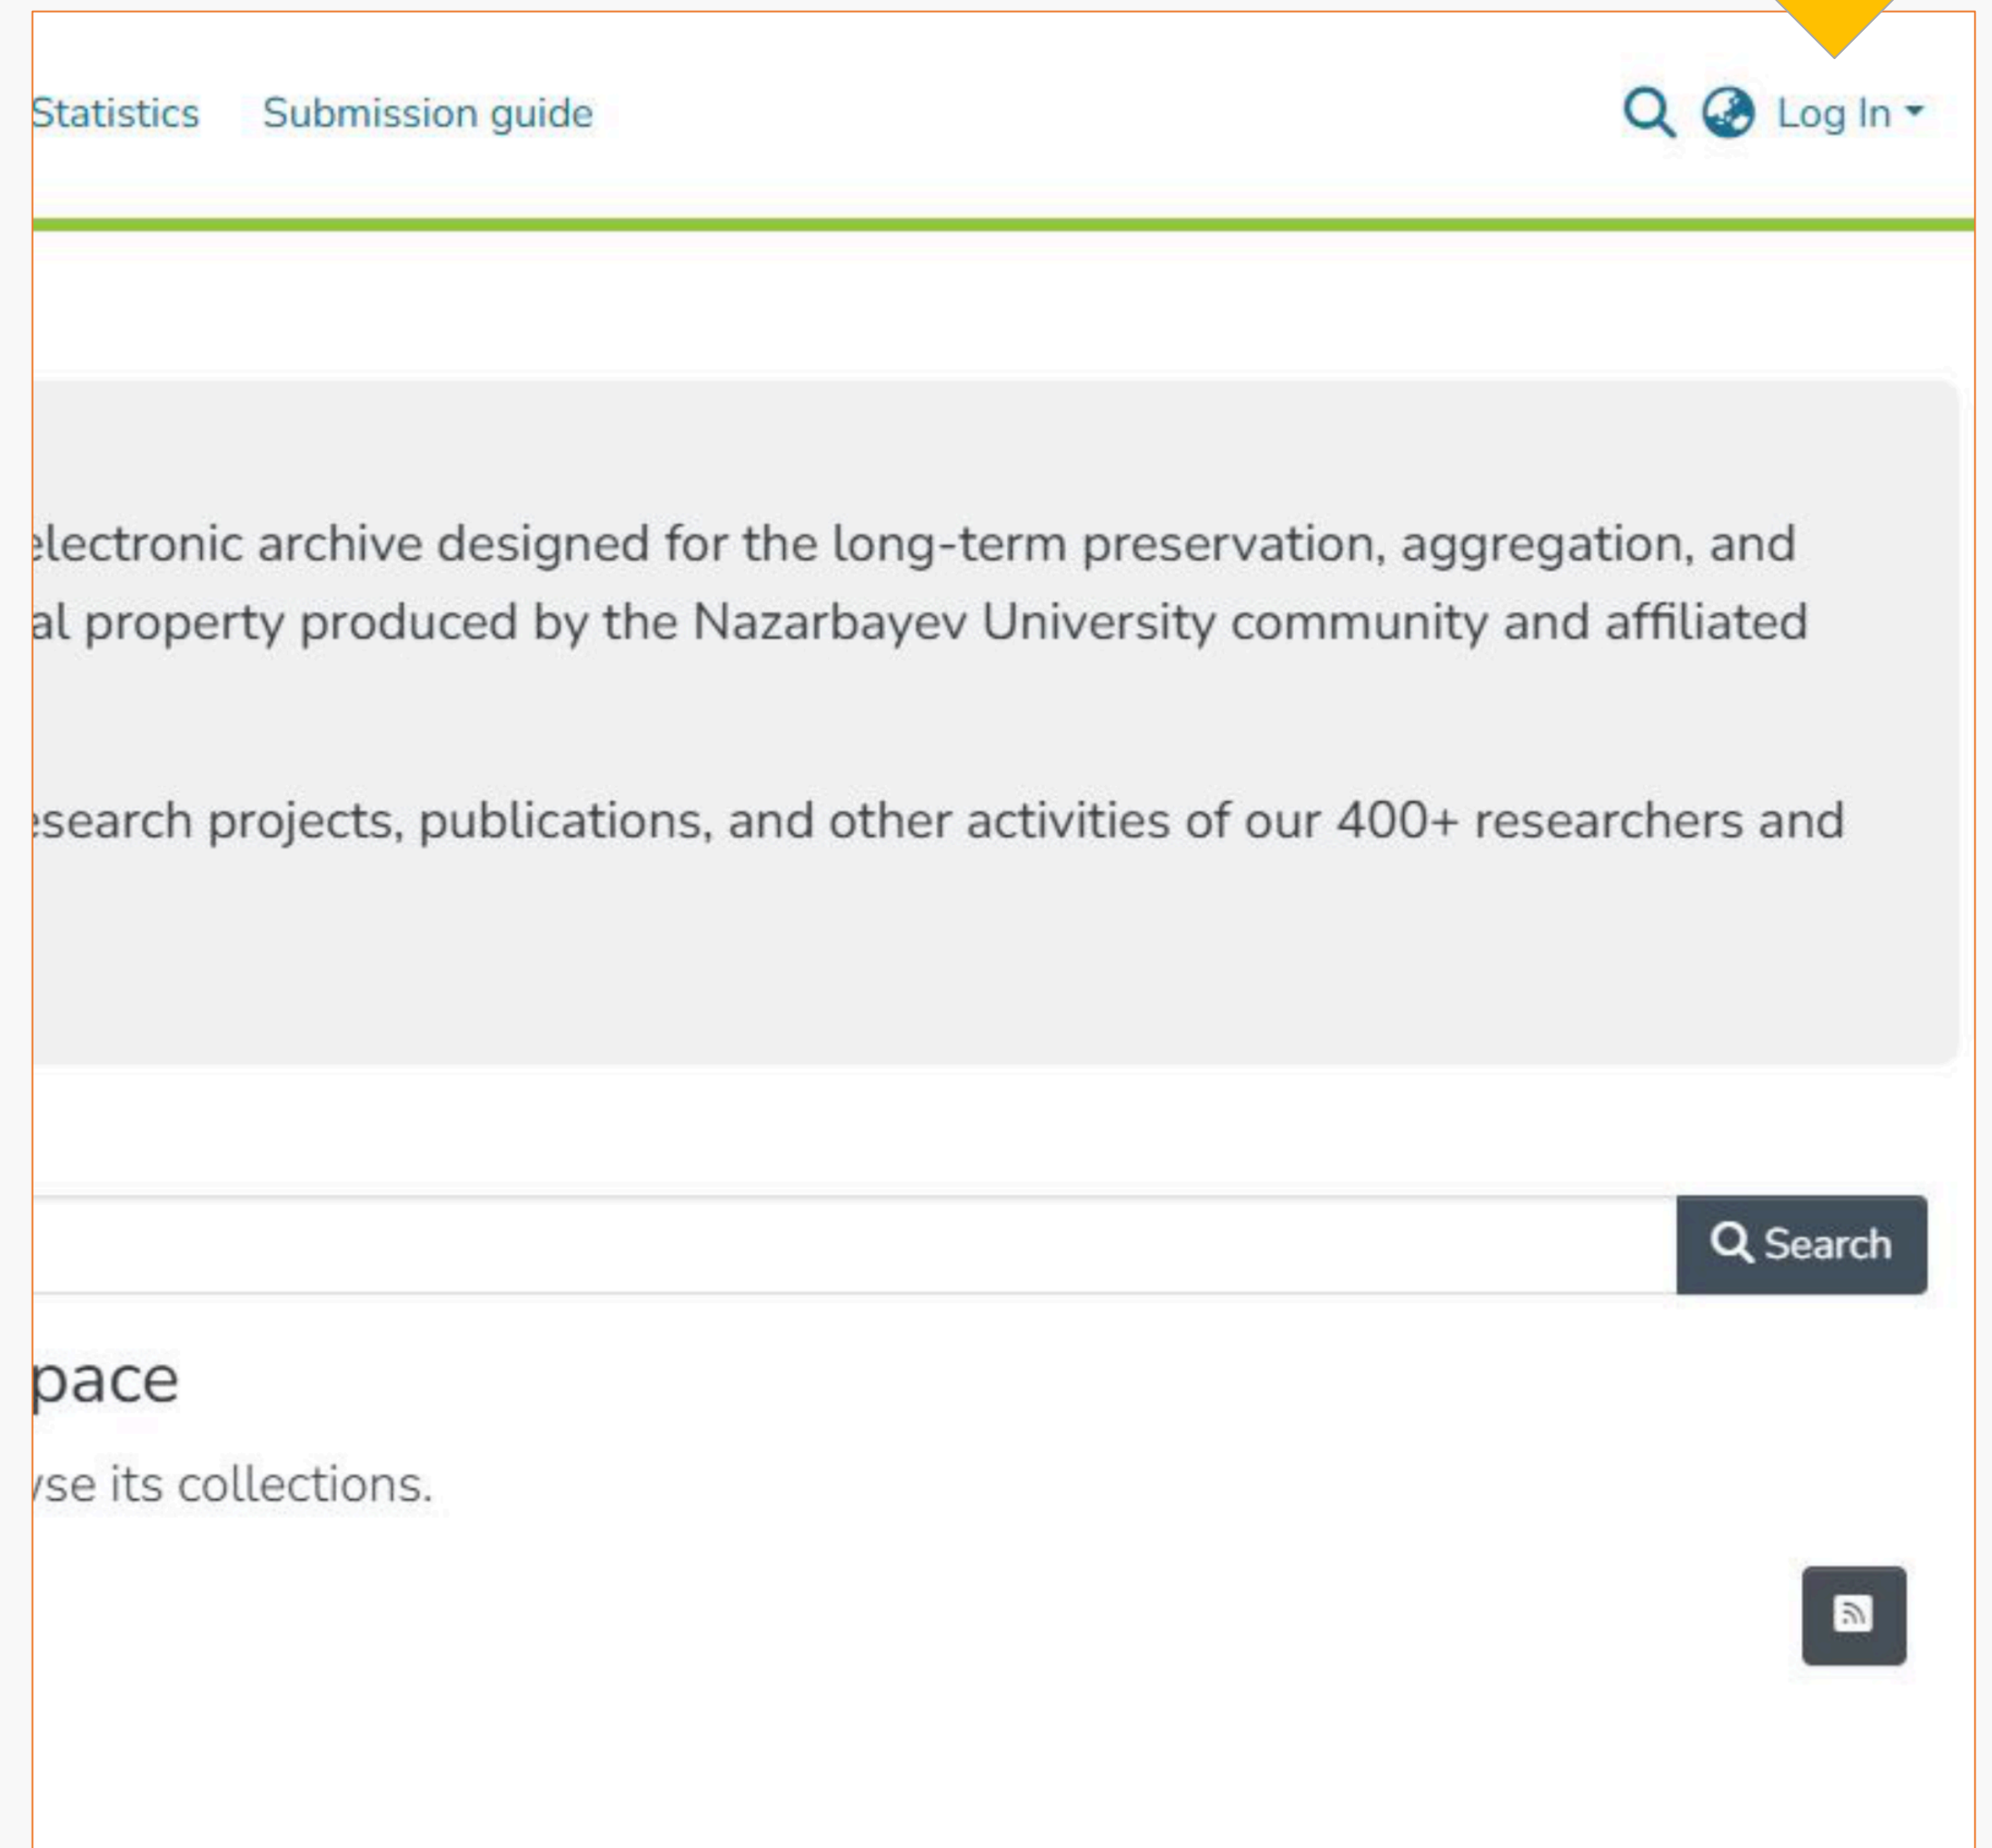 Statistics Submission guide Log In
electronic archive designed for the long-term preservation, aggregation, and
al property produced by the Nazarbayev University community and affiliated
esearch projects, publications, and other activities of our 400+ researchers and
Search
pace
se its collections.